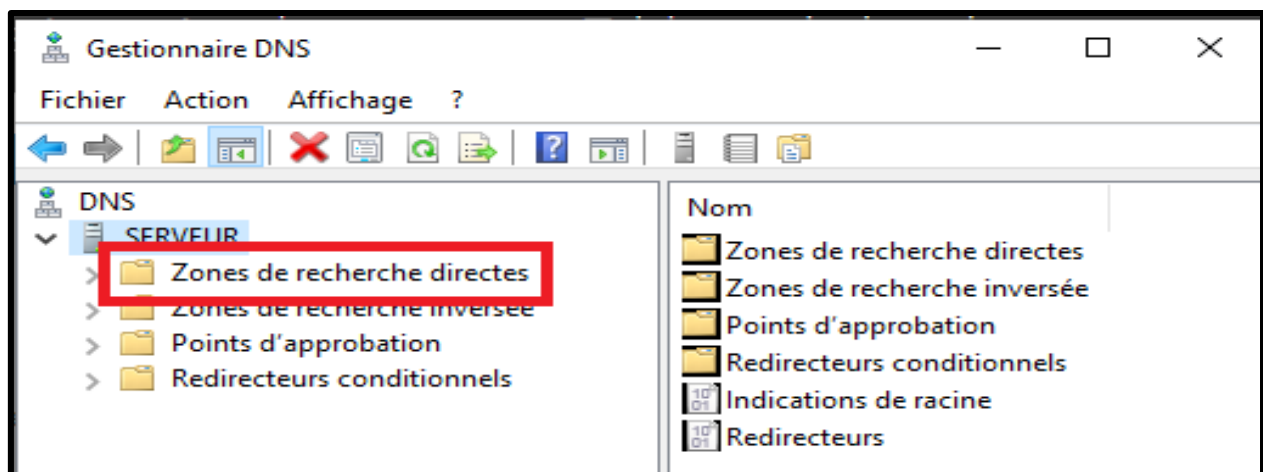 Gestionnaire DNS
Fichier Action Affichage ?
DNS
SERVEUR
Zones de recherche directes
Zones de recherche inversée
Points d'approbation
Redirecteurs conditionnels
Nom
Zones de recherche directes
Zones de recherche inversée
Points d'approbation
Redirecteurs conditionnels
Indications de racine
Redirecteurs